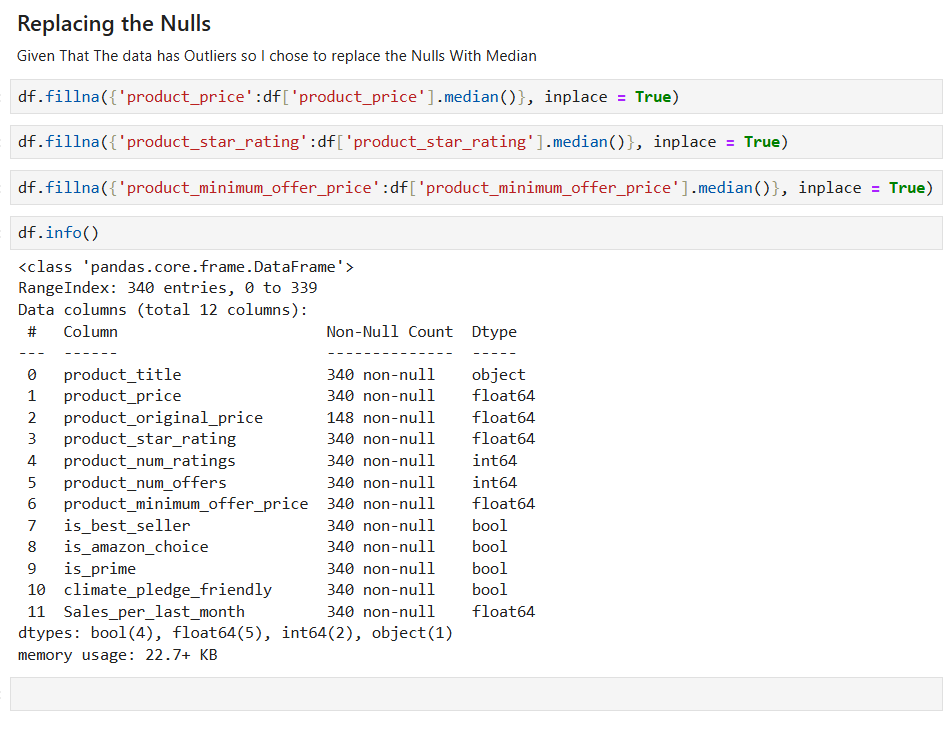 Replacing the Nulls
Given That The data has Outliers so I chose to replace the Nulls With Median
df.fillna({'product_price':df['product_price'].median()}, inplace = True)
df.fillna({'product_star_rating':df['product_star_rating'].median()}, inplace = True)
df.fillna({'product_minimum_offer_price':df['product_minimum_offer_price'].median()}, inplace = True)
df.info()
<class 'pandas.core.frame.DataFrame'>
RangeIndex: 340 entries, 0 to 339
Data columns (total 12 columns):
 #   Column                       Non-Null Count  Dtype
---  ------                       --------------  -----
 0   product_title                340 non-null    object
 1   product_price                340 non-null    float64
 2   product_original_price       148 non-null    float64
 3   product_star_rating          340 non-null    float64
 4   product_num_ratings          340 non-null    int64
 5   product_num_offers           340 non-null    int64
 6   product_minimum_offer_price  340 non-null    float64
 7   is_best_seller               340 non-null    bool
 8   is_amazon_choice             340 non-null    bool
 9   is_prime                     340 non-null    bool
 10  climate_pledge_friendly      340 non-null    bool
 11  Sales_per_last_month         340 non-null    float64
dtypes: bool(4), float64(5), int64(2), object(1)
memory usage: 22.7+ KB